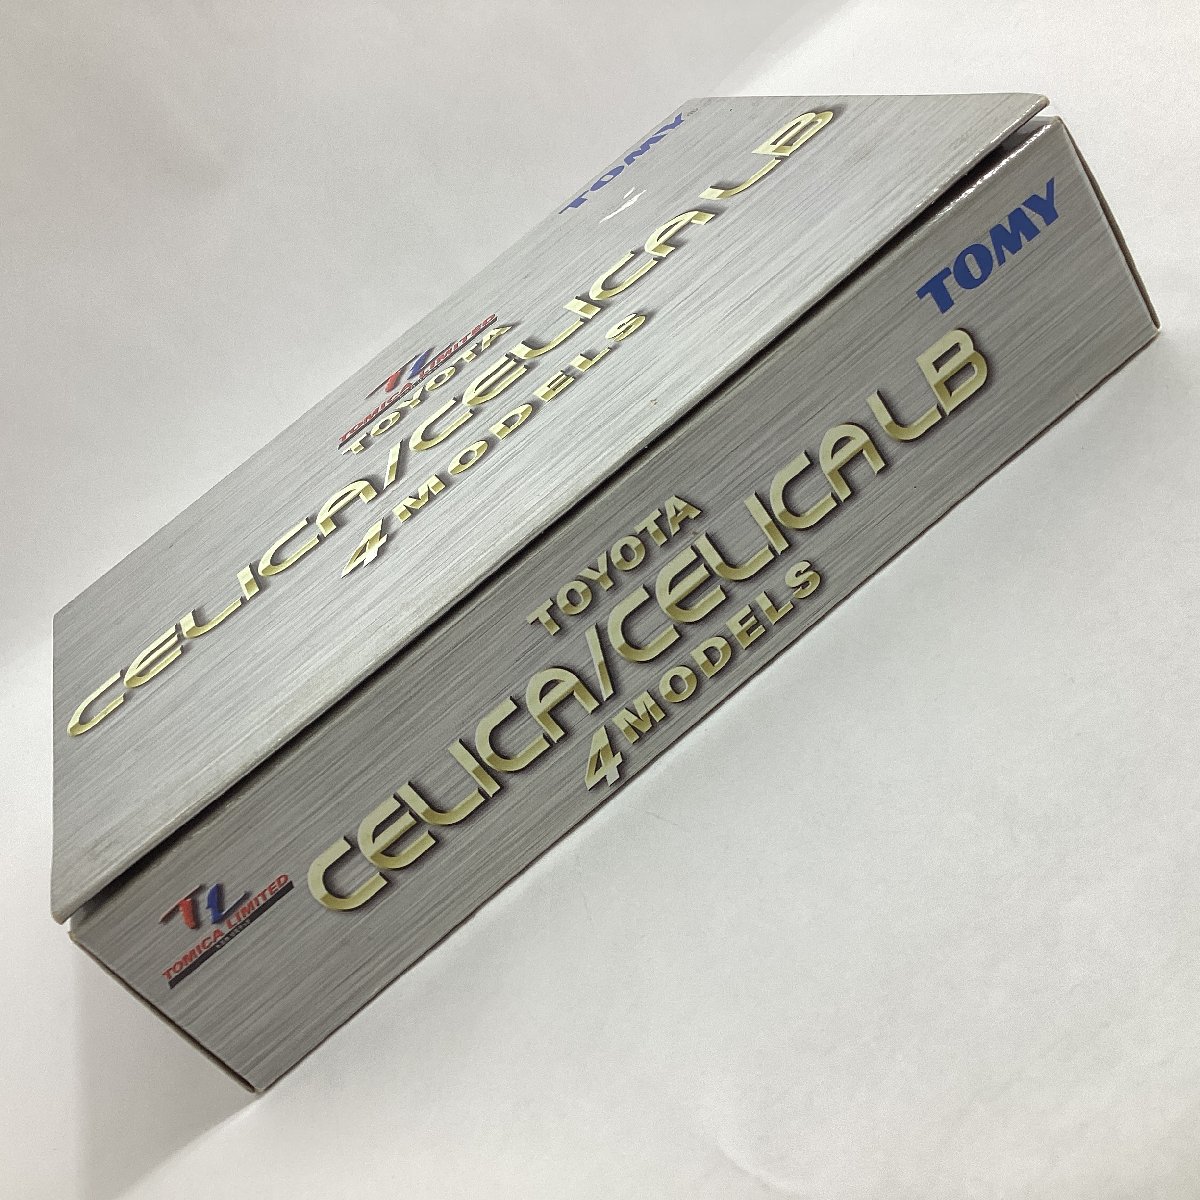 TOMY®
TOMICA LIMITED
TOYOTA
CELICA/CELICA LB
4 MODELS
TOMY
TOYOTA
CELICA/CELICA LB
4 MODELS
TL
TOMICA LIMITED